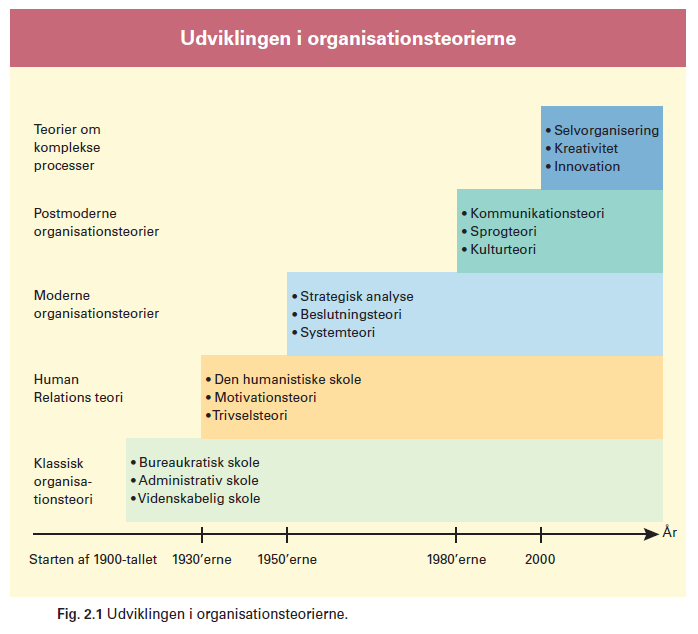 Udviklingen i organisationsteorierne
Teorier om
komplekse
processer
• Selvorganisering
• Kreativitet
• Innovation
Postmoderne
organisationsteorier
• Kommunikationsteori
• Sprogteori
• Kulturteori
Moderne
organisationsteorier
• Strategisk analyse
• Beslutningsteori
• Systemteori
Human
Relations teori
• Den humanistiske skole
• Motivationsteori
•Trivselsteori
Klassisk
organisa-
tionsteori
• Bureaukratisk skole
• Administrativ skole
• Videnskabelig skole
År
Starten af 1900-tallet 1930'erne 1950'erne 1980'erne 2000
Fig. 2.1 Udviklingen i organisationsteorierne.